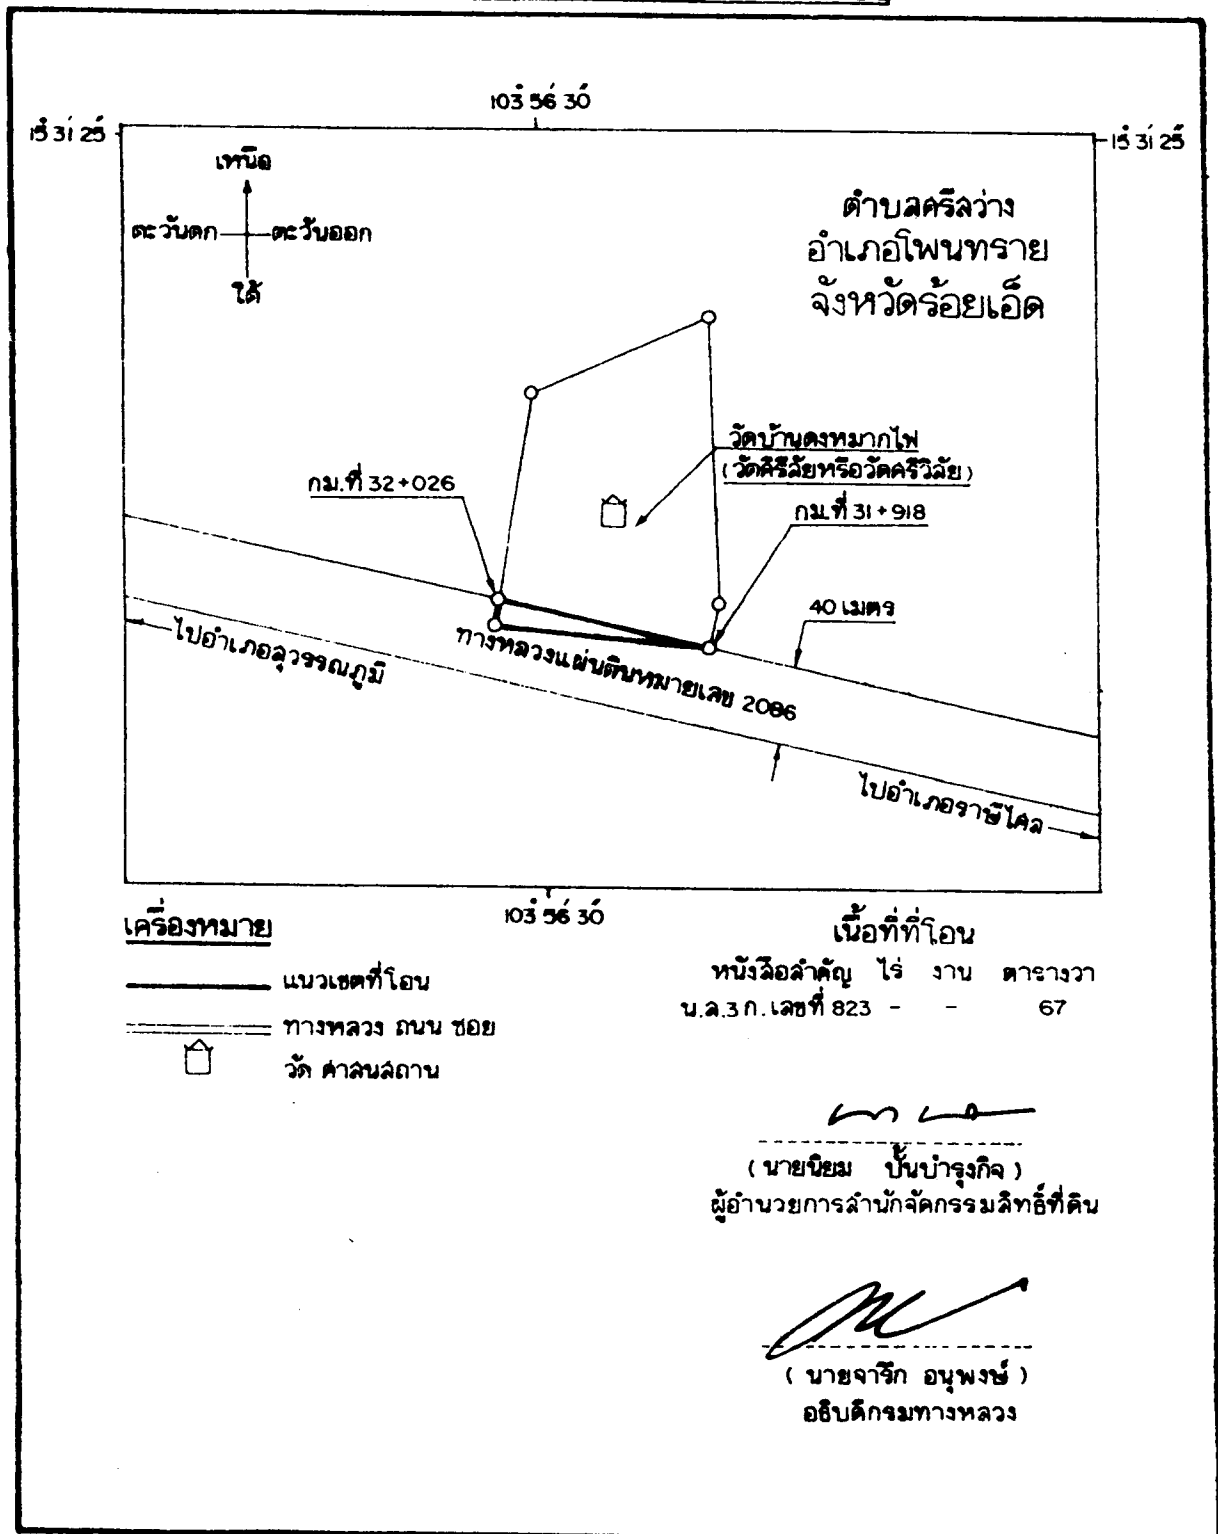 103° 56' 30"
15° 31' 25"
15° 31' 25"
เหนือ
ตะวันตก
ตะวันออก
ใต้
ตำบลศรีสว่าง
อำเภอโพนทราย
จังหวัดร้อยเอ็ด
วัดบ้านดงหมากไฟ
(วัดคีรีลัยหรือวัดศรีวิลัย)
กม.ที่ 32+026
กม.ที่ 31+918
40 เมตร
ไปอำเภอสุวรรณภูมิ
ทางหลวงแผ่นดินหมายเลข 2086
ไปอำเภอราษีไศล
103° 56' 30"
เครื่องหมาย
แนวเขตที่โอน
ทางหลวง ถนน ซอย
วัด ศาสนสถาน
เนื้อที่ที่โอน
หนังสือสำคัญ ไร่ งาน ตารางวา
น.ส.3 ก. เลขที่ 823 - - 67
(นายนิยม ปั้นบำรุงกิจ)
ผู้อำนวยการสำนักจัดกรรมสิทธิ์ที่ดิน
(นายจาริก อนุพงษ์)
อธิบดีกรมทางหลวง